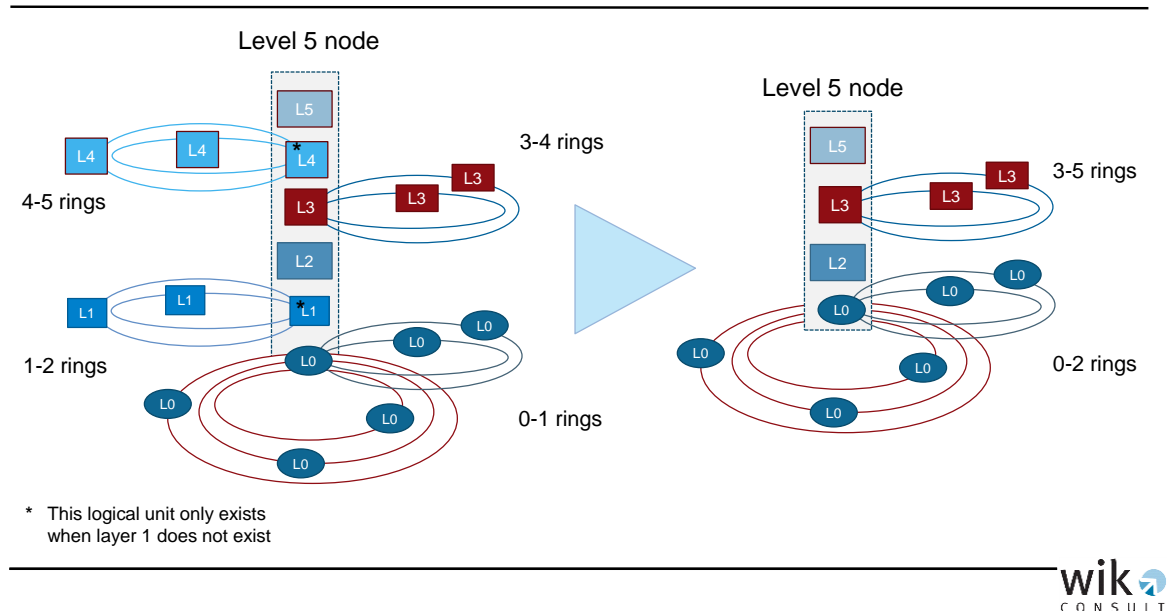 Level 5 node
L5
L4
L4
* L4
3-4 rings
L3
L3
L3
4-5 rings
L2
L1
L1
* L1
1-2 rings
L0
L0
L0
L0
L0
L0
0-1 rings
* This logical unit only exists
when layer 1 does not exist
Level 5 node
L5
3-5 rings
L3
L3
L3
L2
L0
L0
L0
L0
L0
L0
0-2 rings
wik
CONSULT